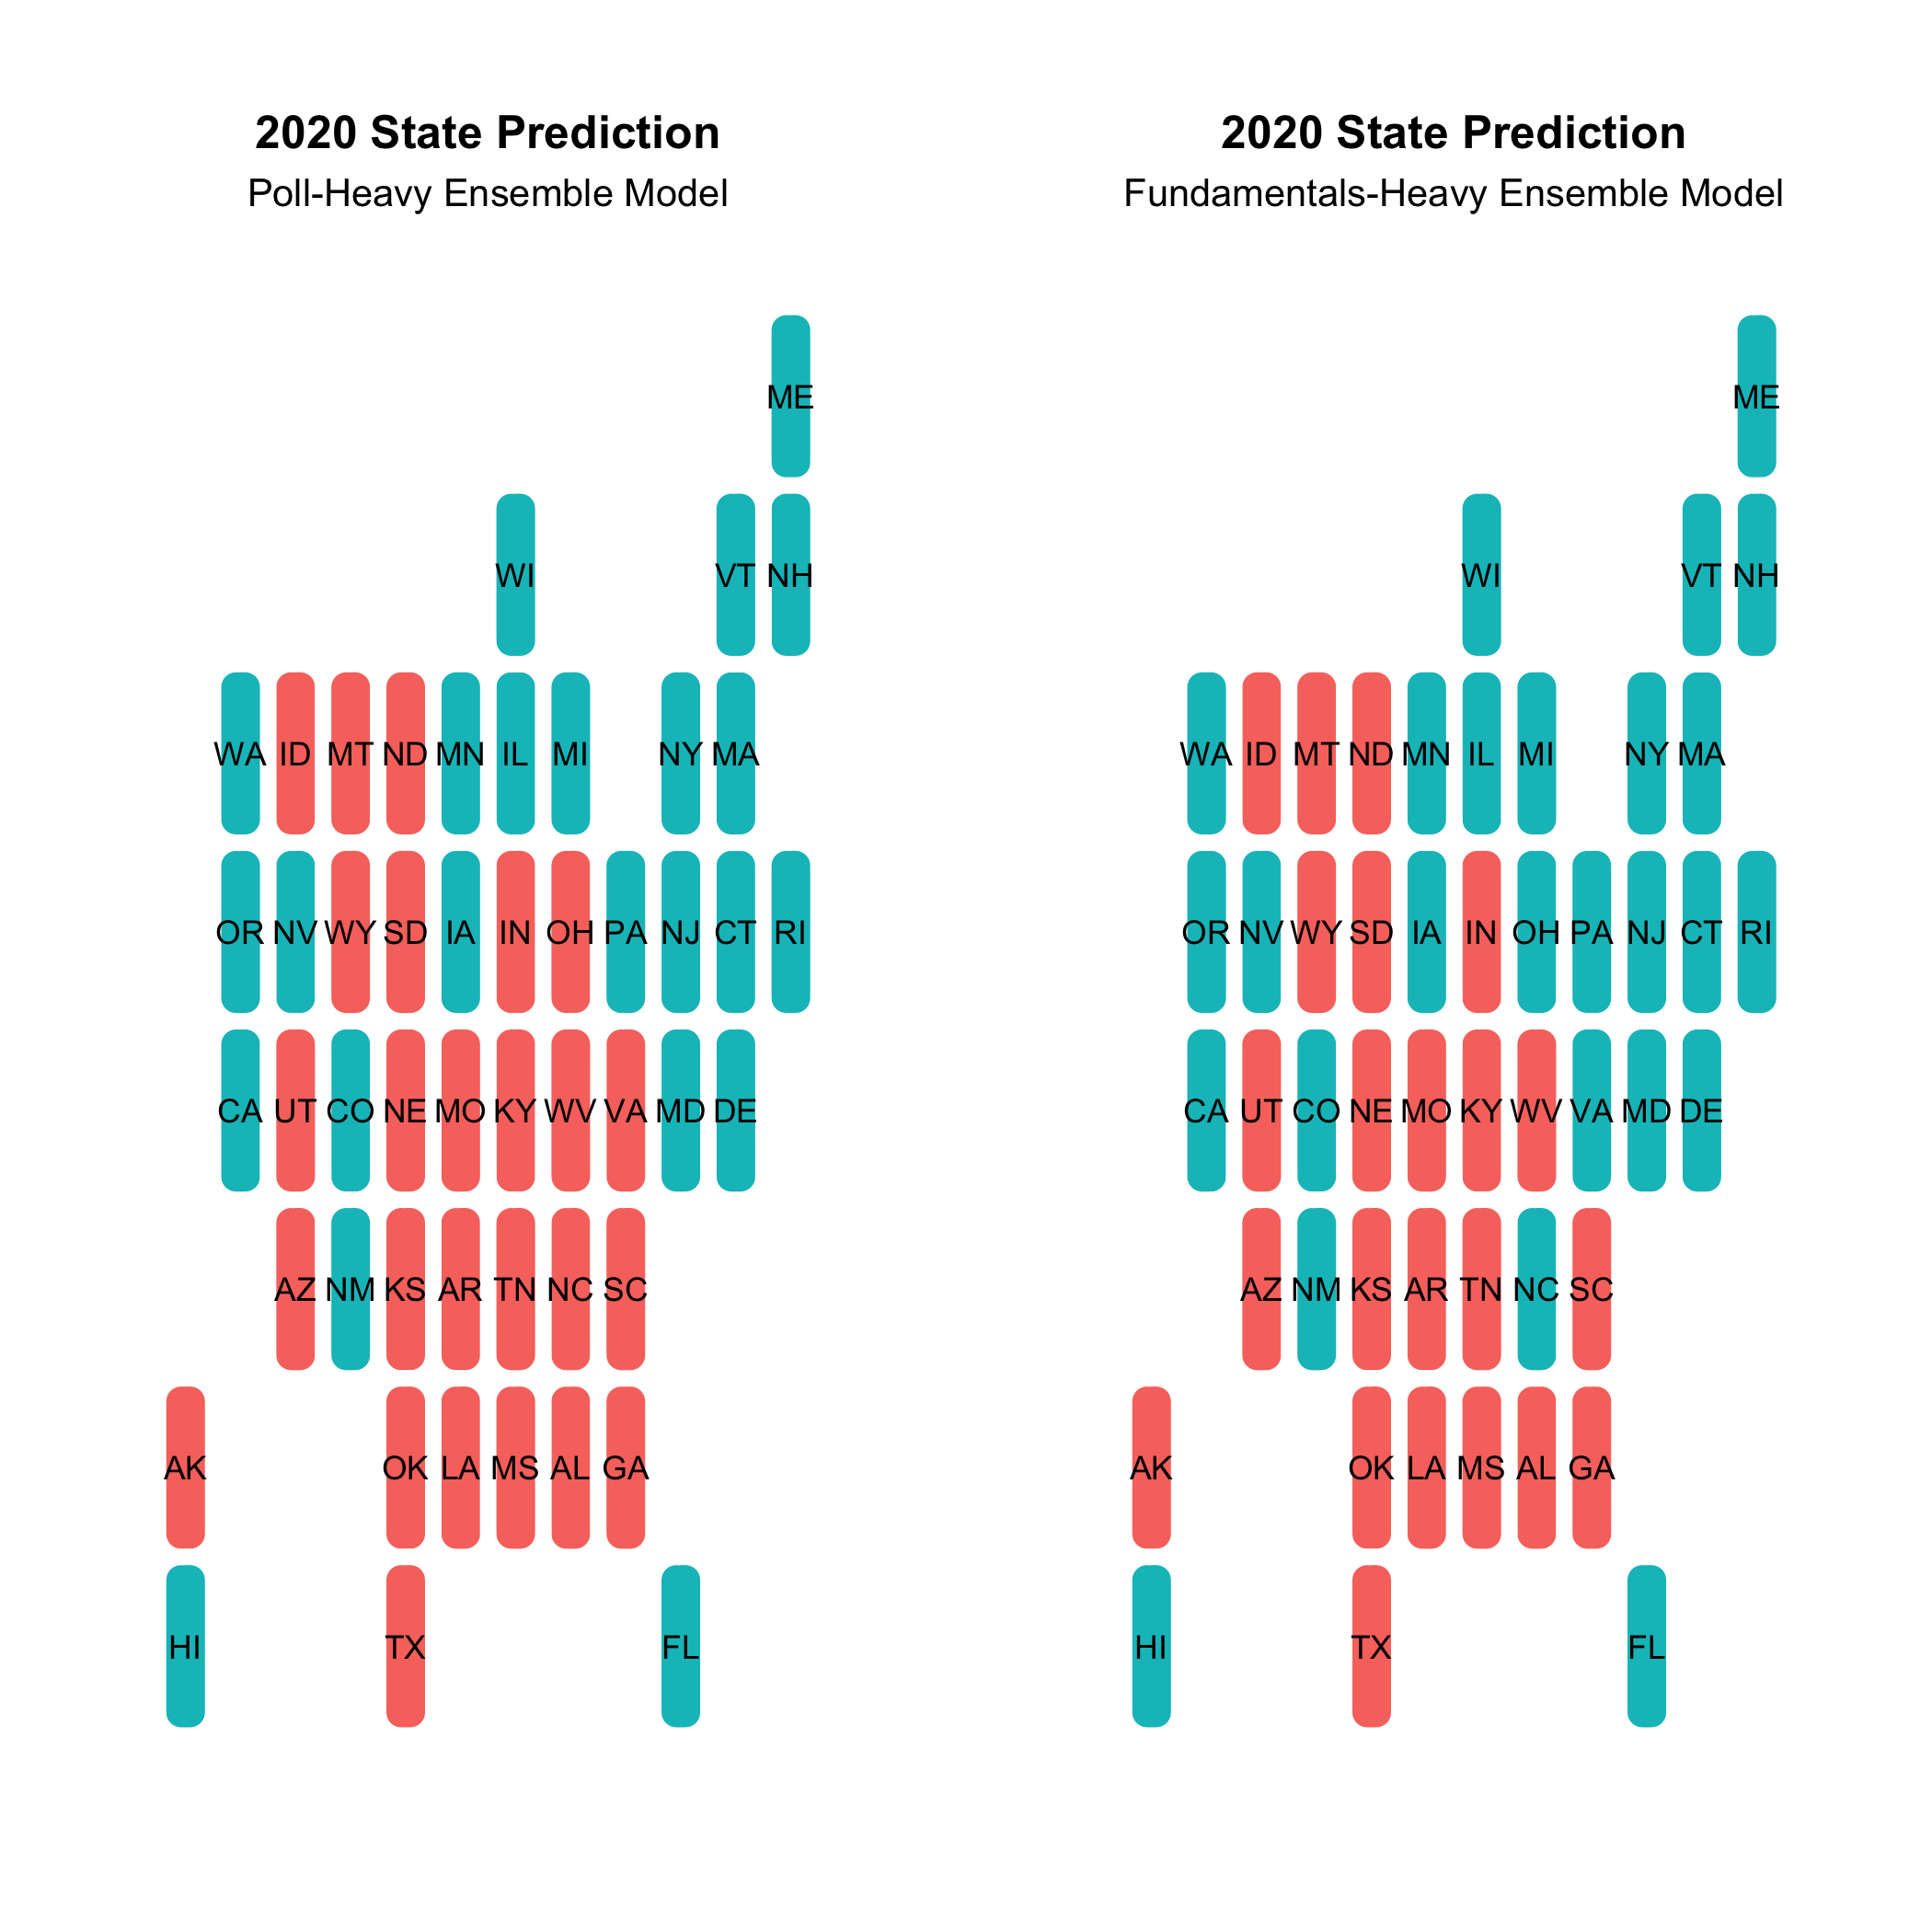 2020 State Prediction
Poll-Heavy Ensemble Model
ME
WI VT NH
WA ID MT ND MN IL MI NY MA
OR NV WY SD IA IN OH PA NJ CT RI
CA UT CO NE MO KY WV VA MD DE
AZ NM KS AR TN NC SC
AK OK LA MS AL GA
HI TX FL
2020 State Prediction
Fundamentals-Heavy Ensemble Model
ME
WI VT NH
WA ID MT ND MN IL MI NY MA
OR NV WY SD IA IN OH PA NJ CT RI
CA UT CO NE MO KY WV VA MD DE
AZ NM KS AR TN NC SC
AK OK LA MS AL GA
HI TX FL